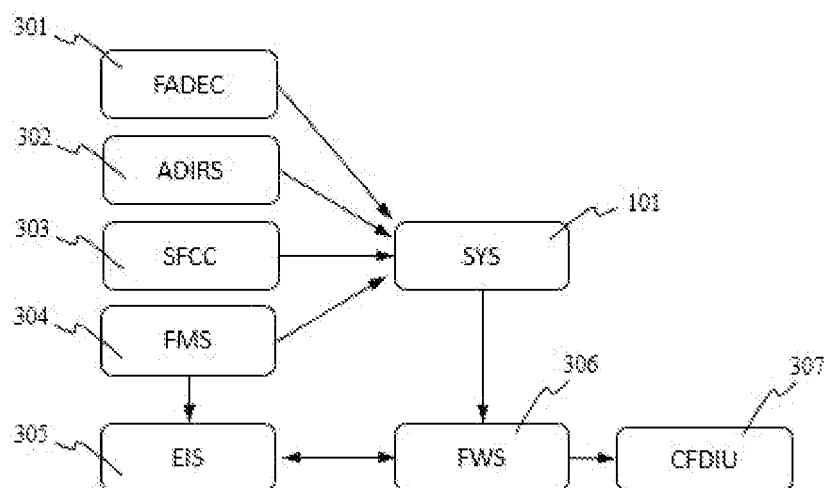 301
FADEC
302
ADIRS
303
SFCC
101
SYS
304
FMS
306
307
305
EIS
FWS
CFDIU